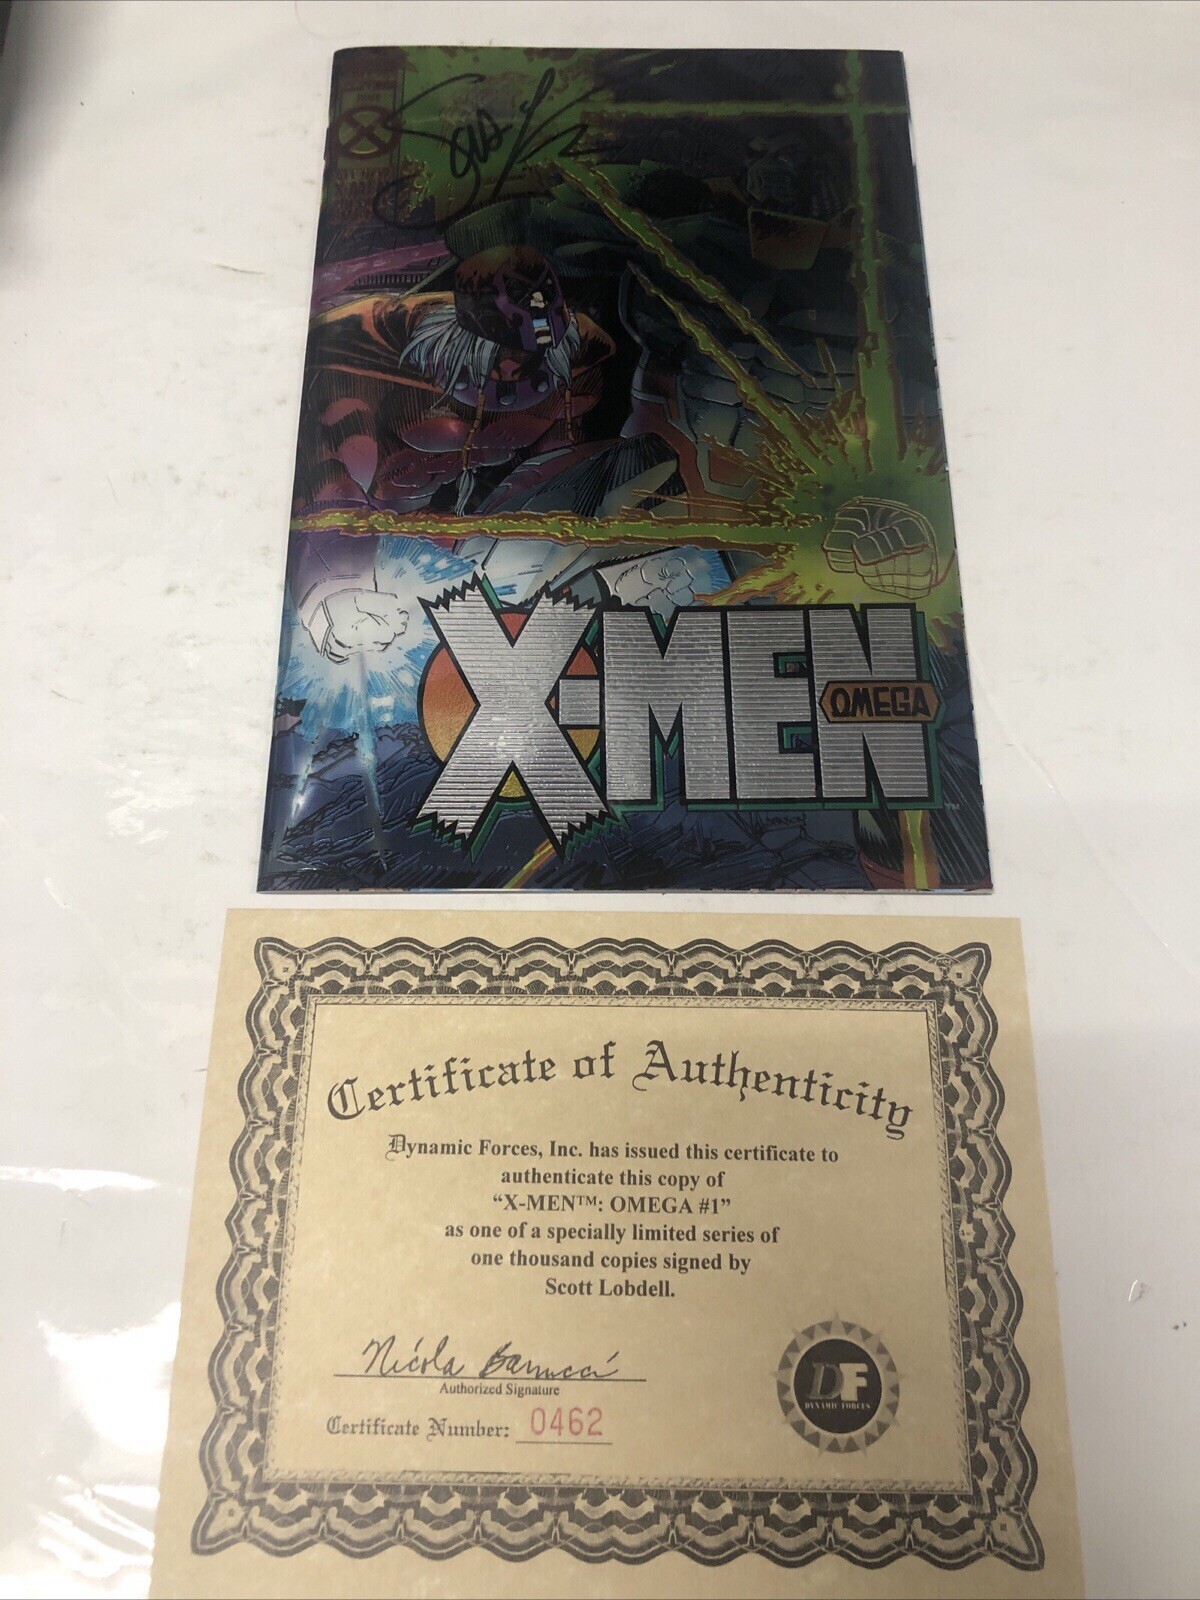 X-MEN
OMEGA
Certificate of Authenticity
Dynamic Forces, Inc. has issued this certificate to
authenticate this copy of
“X-MEN™: OMEGA #1”
as one of a specially limited series of
one thousand copies signed by
Scott Lobdell.
Nicola Barrucci
Authorized Signature
Certificate Number: 0462
DF
DYNAMIC FORCES